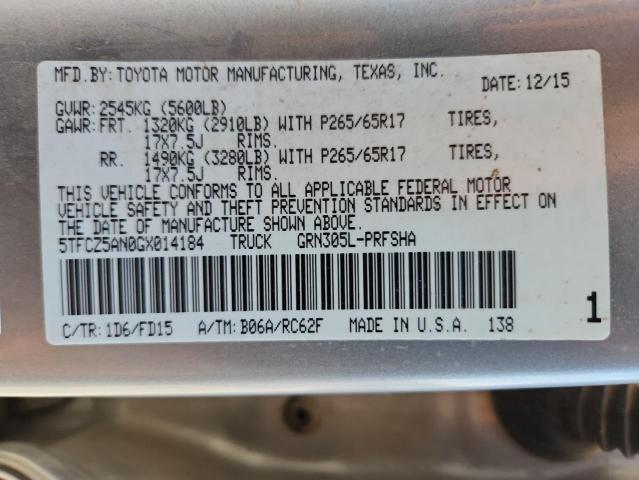 MFD.BY:TOYOTA MOTOR MANUFACTURING, TEXAS, INC.
DATE:12/15
GVWR:2545KG (5600LB)
GAWR:FRT. 1320KG (2910LB) WITH P265/65R17 TIRES,
17X7.5J RIMS.
RR. 1490KG (3280LB) WITH P265/65R17 TIRES,
17X7.5J RIMS.
THIS VEHICLE CONFORMS TO ALL APPLICABLE FEDERAL MOTOR
VEHICLE SAFETY AND THEFT PREVENTION STANDARDS IN EFFECT ON
THE DATE OF MANUFACTURE SHOWN ABOVE.
5TFCZ5AN0GX014184 TRUCK GRN305L-PRFSHA
C/TR:1D6/FD15 A/TM:B06A/RC62F MADE IN U.S.A. 138
1